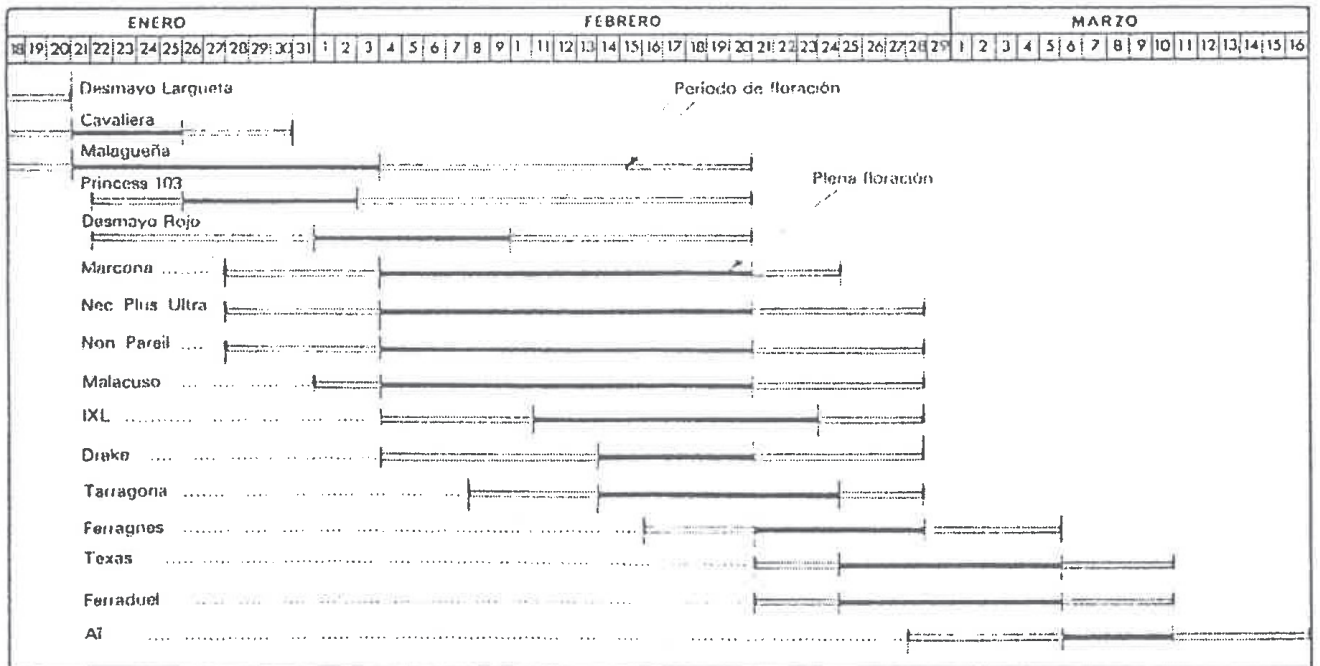 ENERO FEBRERO MARZO
18 19 20 21 22 23 24 25 26 27 28 29 30 31 1 2 3 4 5 6 7 8 9 1 11 12 13 14 15 16 17 18 19 20 21 22 23 24 25 26 27 28 29 1 2 3 4 5 6 7 8 9 10 11 12 13 14 15 16
Desmayo Largueta
Período de floración
Cavaliera
Malagueña
Princess 103
Plena floración
Desmayo Rojo
Marcona
Nec Plus Ultra
Non Pareil
Malacuso
IXL
Drake
Tarragona
Ferragnes
Texas
Ferraduel
AÏ